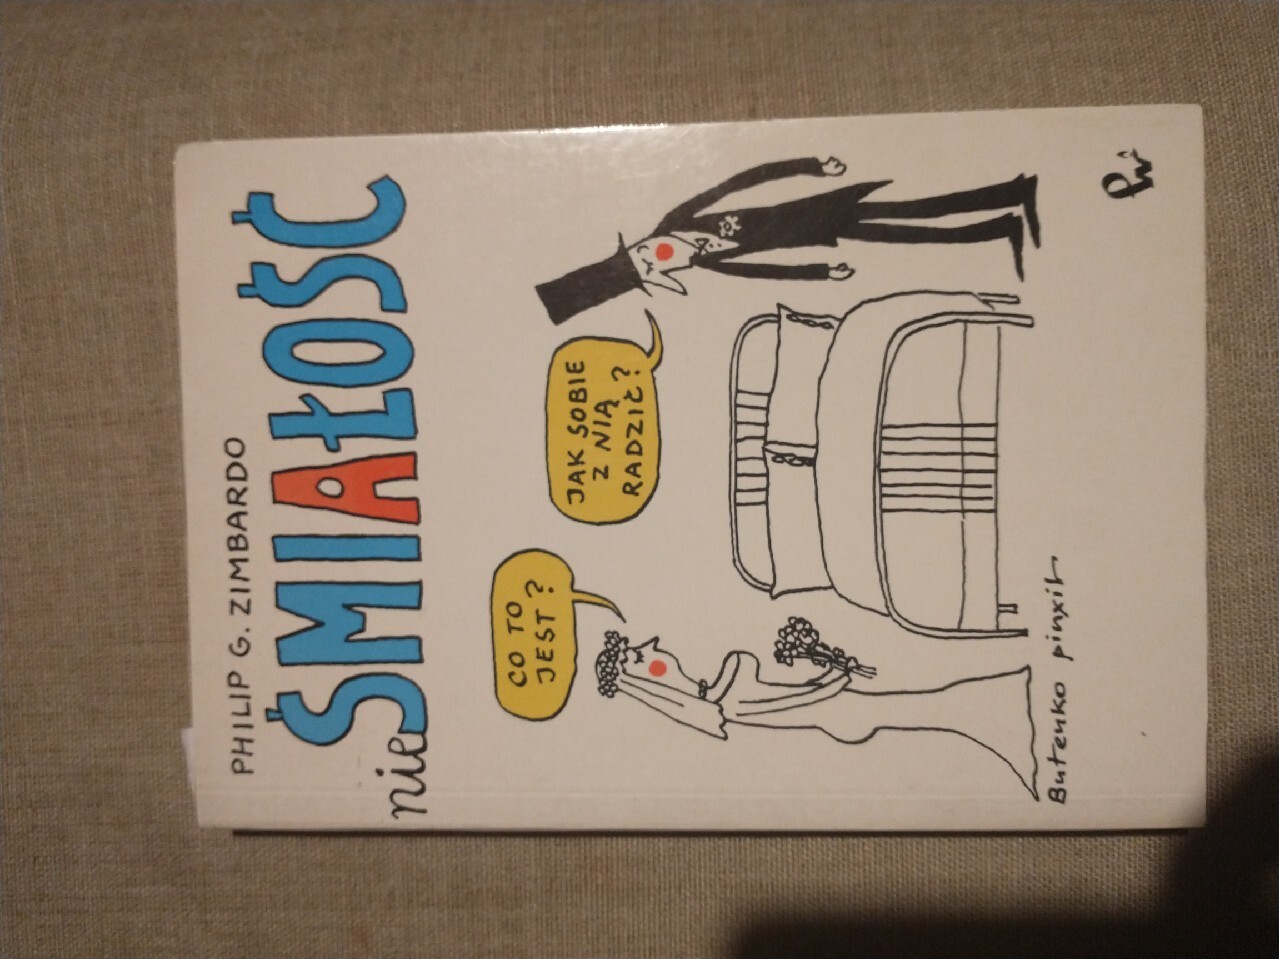 PHILIP G. ZIMBARDO
nieŚMIAŁOŚĆ
CO TO
JEST?
JAK SOBIE
Z NIĄ
RADZIĆ?
Butenko pinxit